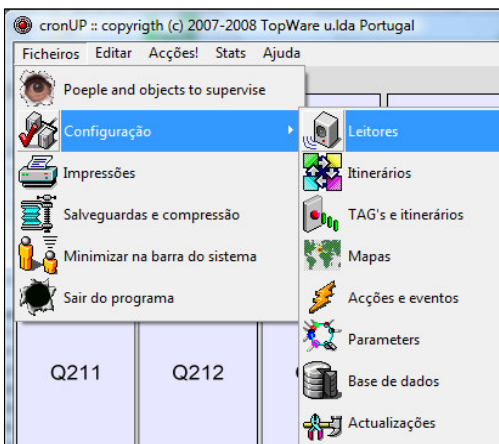 cronUP :: copyrigth (c) 2007-2008 TopWare u.lda Portugal
Ficheiros Editar Acções! Stats Ajuda
Poeple and objects to supervise
Configuração
Impressões
Salveguardas e compressão
Minimizar na barra do sistema
Sair do programa
Leitores
Itinerários
TAG's e itinerários
Mapas
Acções e eventos
Parameters
Base de dados
Actualizações
Q211 Q212